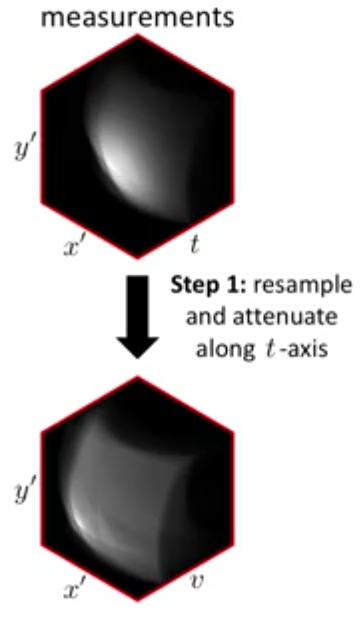 measurements
y′
x′
t
Step 1: resample
and attenuate
along t-axis
y′
x′
v